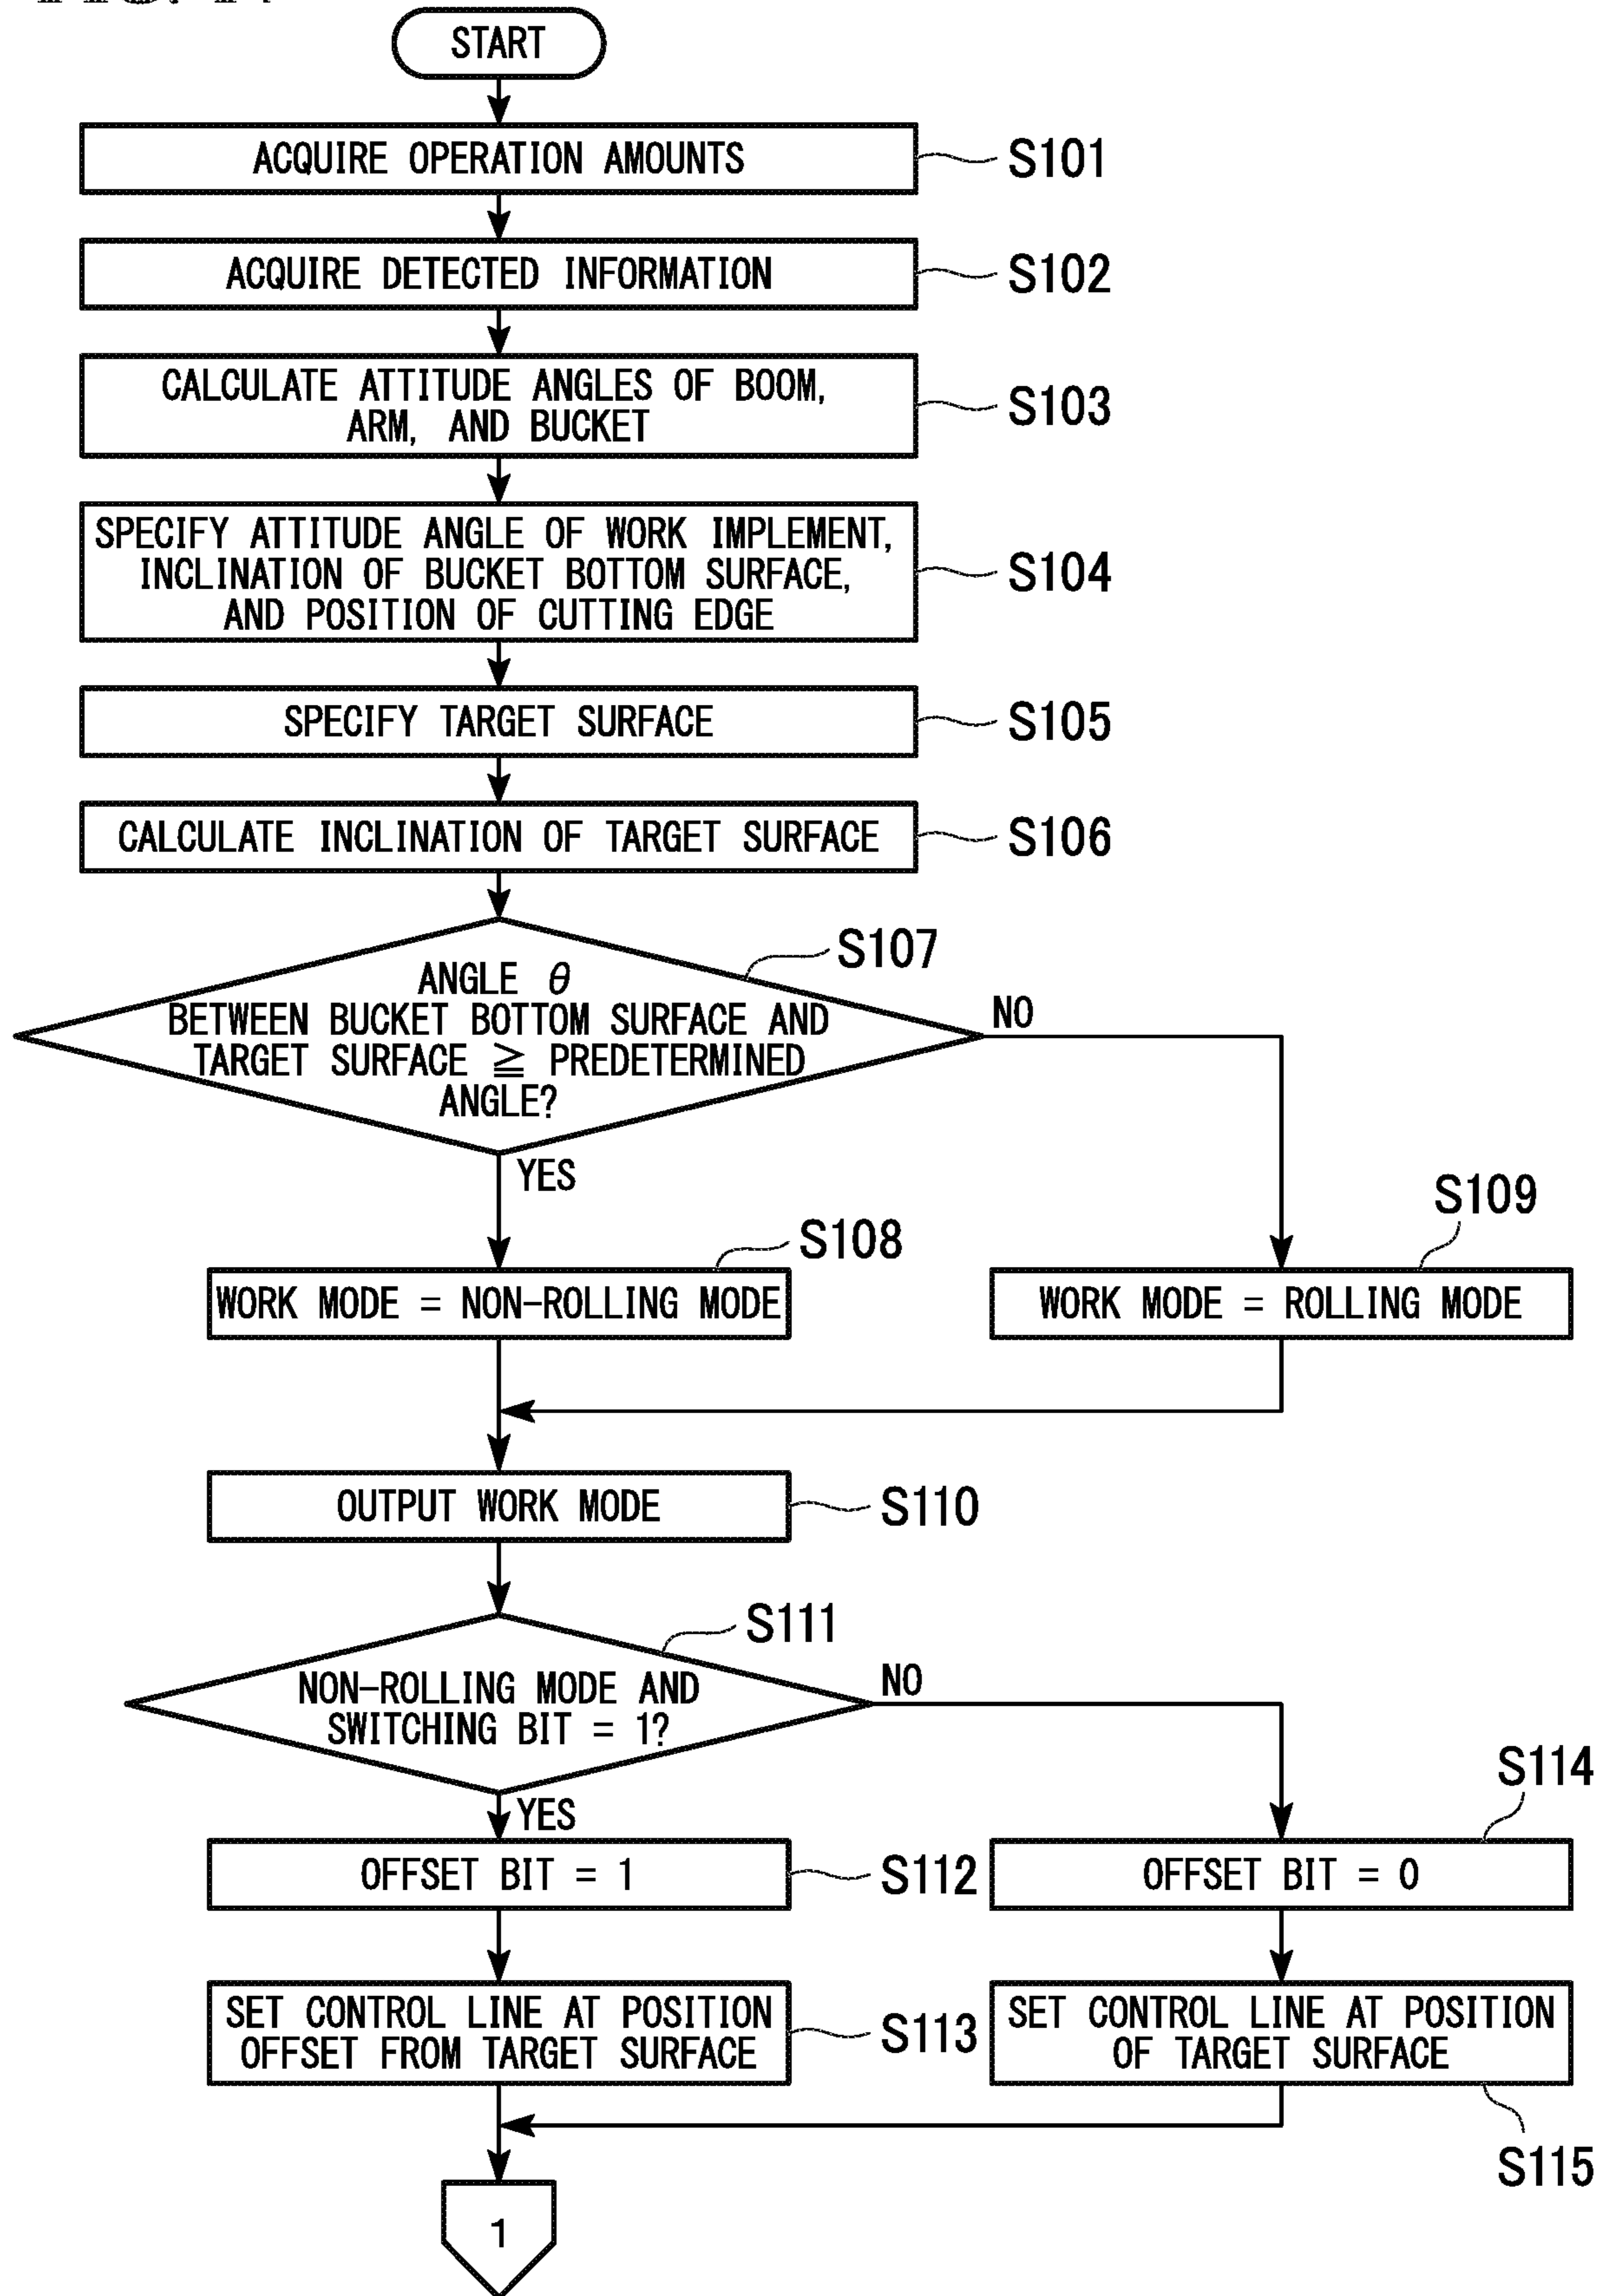 START
ACQUIRE OPERATION AMOUNTS
S101
ACQUIRE DETECTED INFORMATION
S102
CALCULATE ATTITUDE ANGLES OF BOOM,
ARM, AND BUCKET
S103
SPECIFY ATTITUDE ANGLE OF WORK IMPLEMENT,
INCLINATION OF BUCKET BOTTOM SURFACE,
AND POSITION OF CUTTING EDGE
S104
SPECIFY TARGET SURFACE
S105
CALCULATE INCLINATION OF TARGET SURFACE
S106
S107
ANGLE θ
BETWEEN BUCKET BOTTOM SURFACE AND
TARGET SURFACE ≧ PREDETERMINED
ANGLE?
NO
YES
S108
S109
WORK MODE = NON-ROLLING MODE
WORK MODE = ROLLING MODE
OUTPUT WORK MODE
S110
S111
NON-ROLLING MODE AND
SWITCHING BIT = 1?
NO
YES
S114
OFFSET BIT = 1
S112
OFFSET BIT = 0
SET CONTROL LINE AT POSITION
OFFSET FROM TARGET SURFACE
S113
SET CONTROL LINE AT POSITION
OF TARGET SURFACE
S115
1